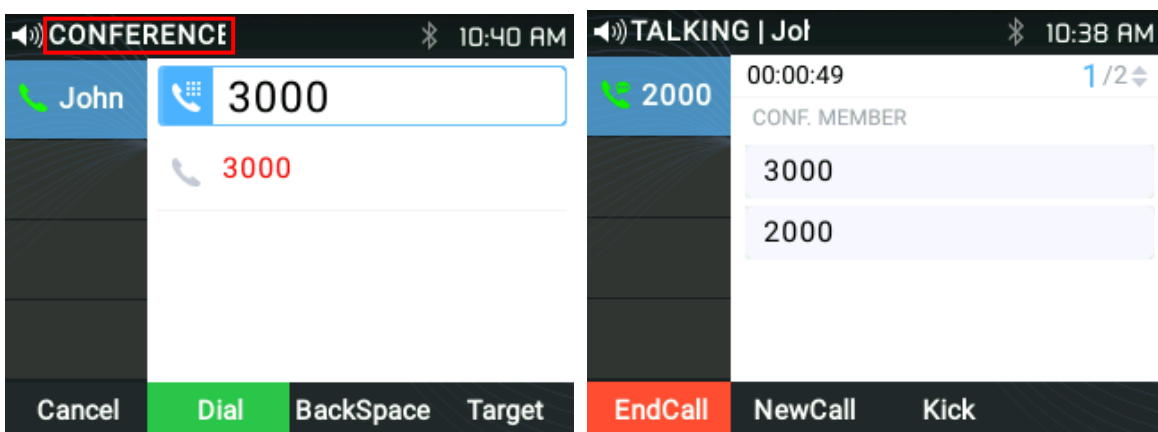 CONFERENCE
10:40 AM
John
3000
3000
Cancel
Dial
BackSpace
Target
TALKING | Joh
10:38 AM
2000
00:00:49
1/2
CONF. MEMBER
3000
2000
EndCall
NewCall
Kick